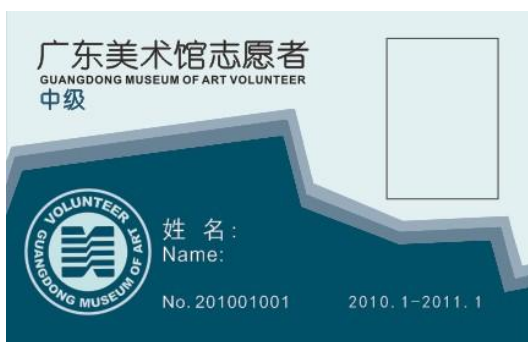 广东美术馆志愿者
GUANGDONG MUSEUM OF ART VOLUNTEER
中级
VOLUNTEER
GUANGDONG MUSEUM OF ART
姓 名:
Name:
No.201001001
2010.1-2011.1